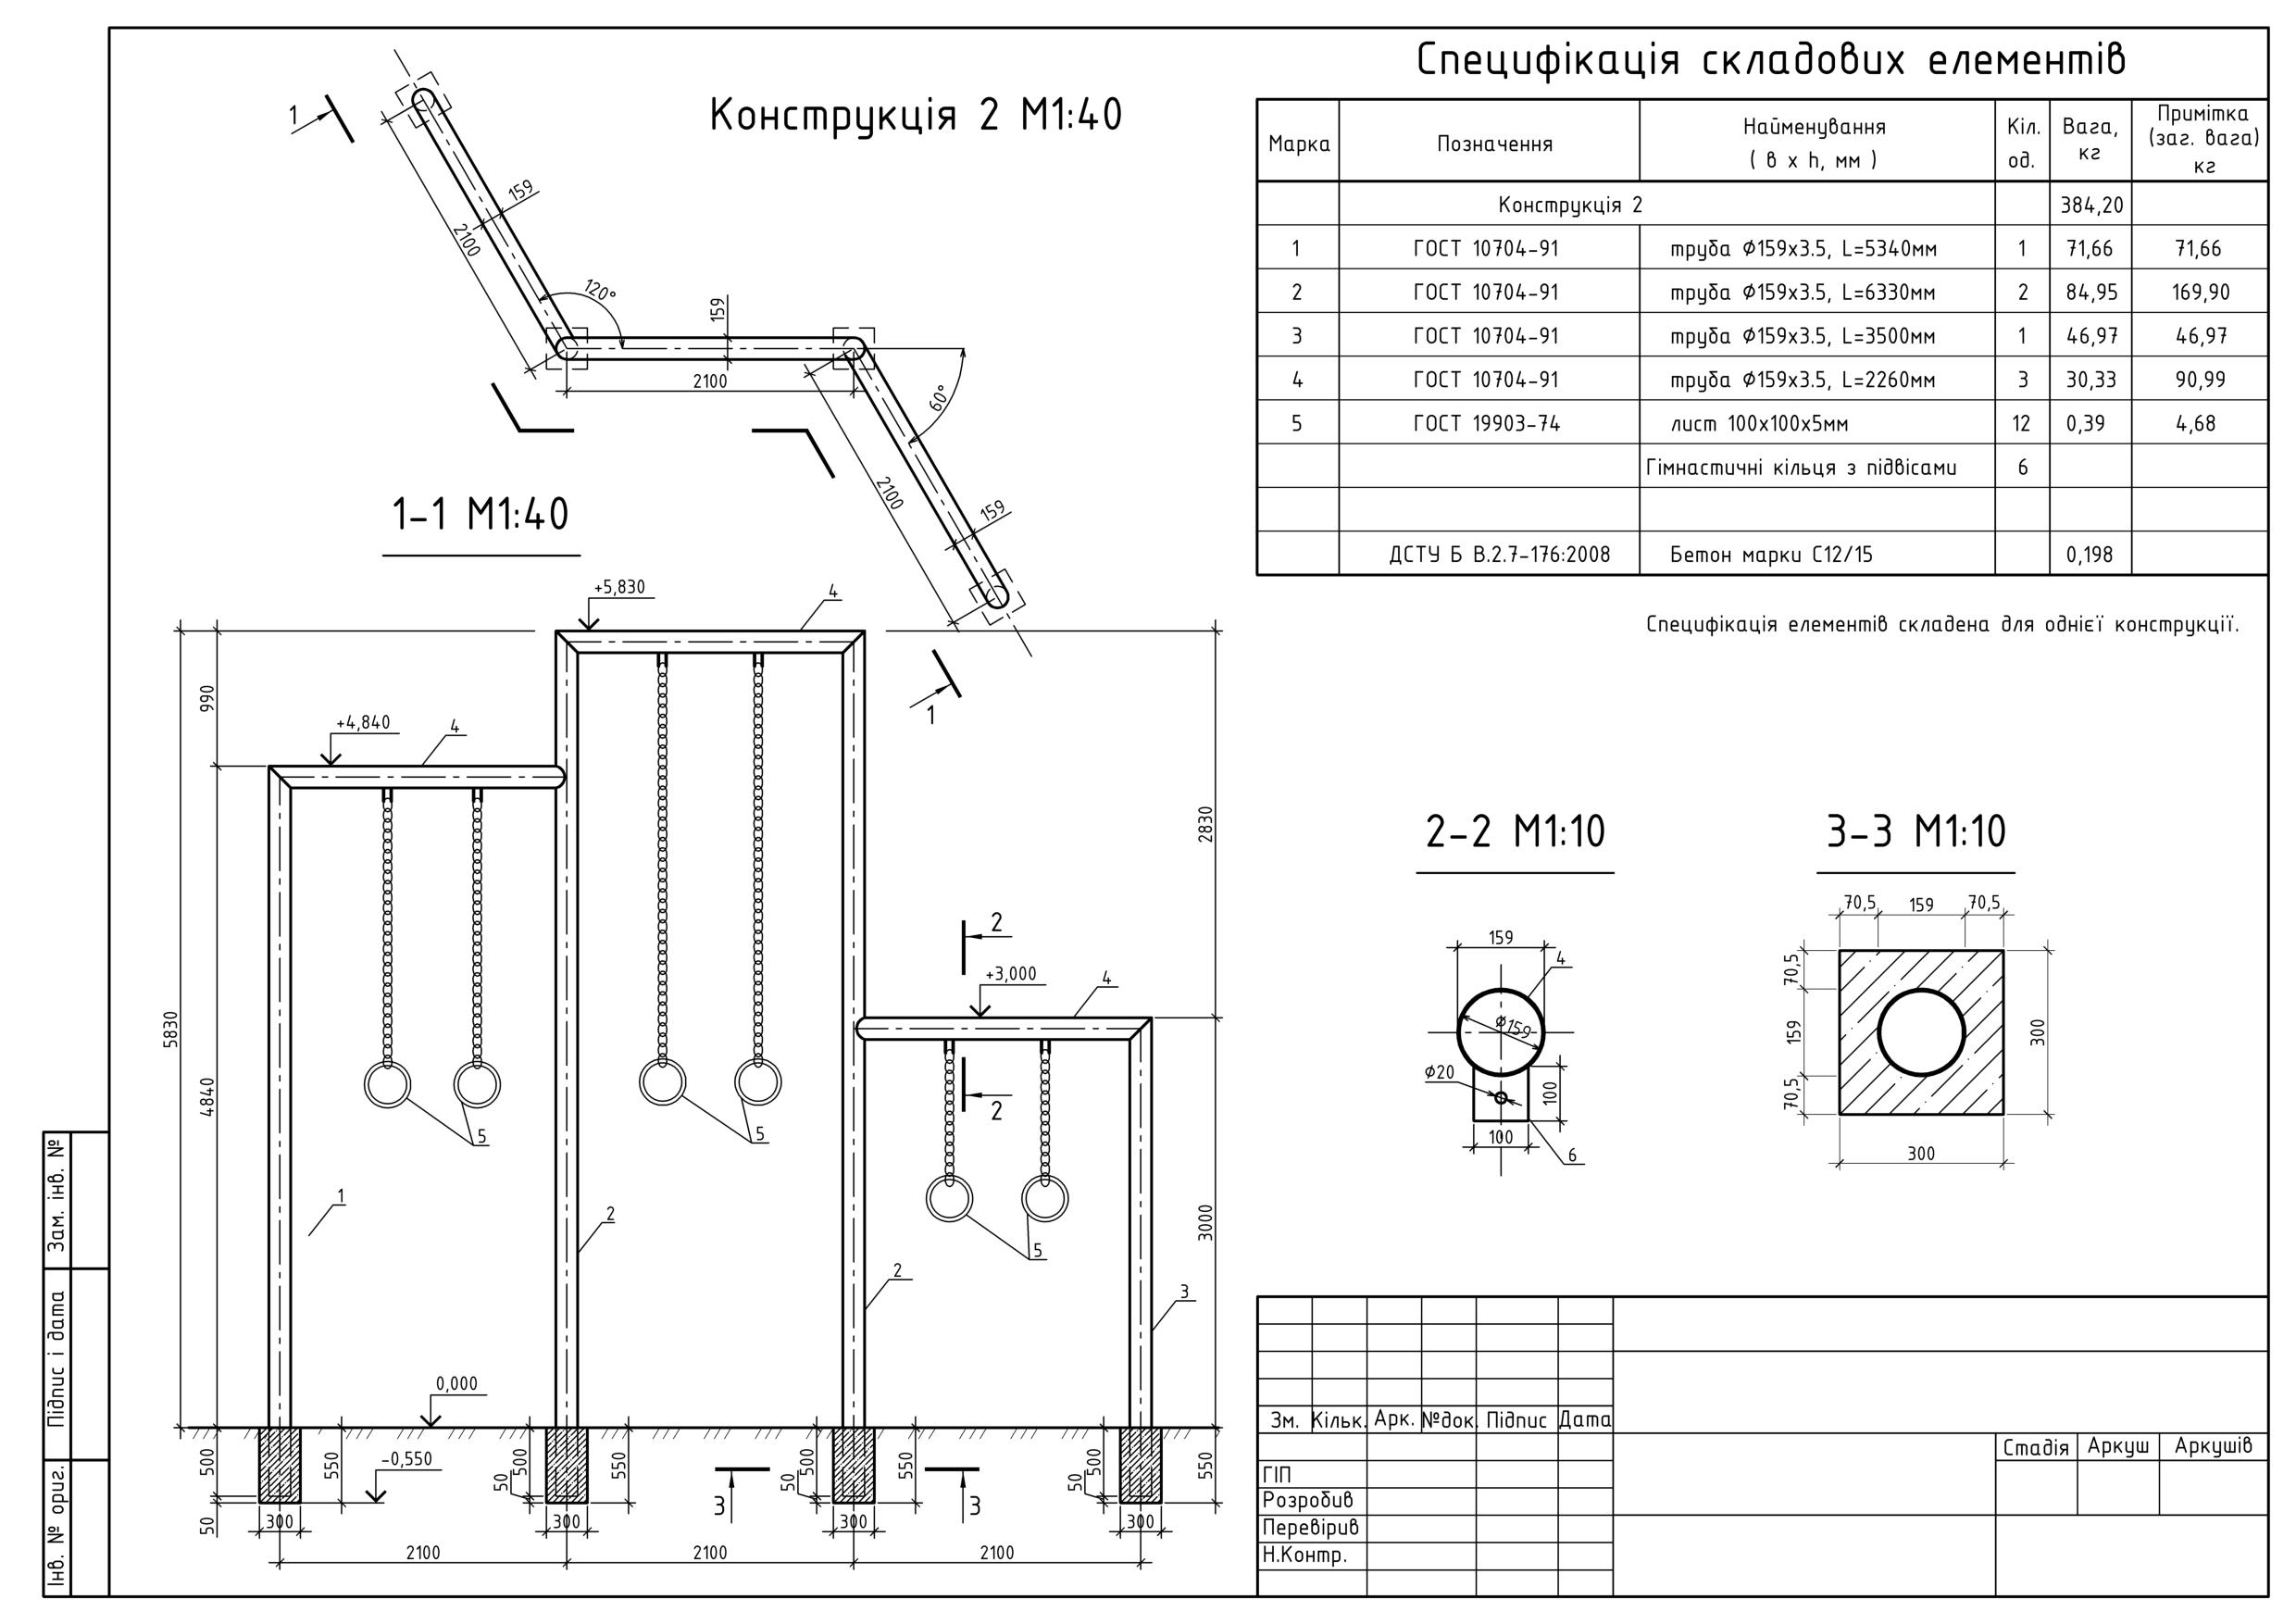 Конструкція 2 М1:40
1
159
2100
120°
159
2100
60°
2100
159
1
1-1 М1:40
+5,830
4
+4,840
4
+3,000
4
990
4840
5830
2830
3000
2
2
5
5
5
1
2
2
3
0,000
-0,550
500
50
550
500
50
550
500
50
550
500
50
550
3
3
300
300
300
300
2100
2100
2100
Специфікація складових елементів
Марка Позначення Найменування ( в х h, мм ) Кіл. од. Вага, кг Примітка (заг. вага) кг
Конструкція 2 384,20
1 ГОСТ 10704-91 труба Ф159х3.5, L=5340мм 1 71,66 71,66
2 ГОСТ 10704-91 труба Ф159х3.5, L=6330мм 2 84,95 169,90
3 ГОСТ 10704-91 труба Ф159х3.5, L=3500мм 1 46,97 46,97
4 ГОСТ 10704-91 труба Ф159х3.5, L=2260мм 3 30,33 90,99
5 ГОСТ 19903-74 лист 100х100х5мм 12 0,39 4,68
Гімнастичні кільця з підвісами 6
ДСТУ Б В.2.7-176:2008 Бетон марки С12/15 0,198
Специфікація елементів складена для однієї конструкції.
2-2 М1:10
159
4
Ф159
Ф20
100
100
6
3-3 М1:10
70,5 159 70,5
70,5
159
70,5
300
300
Зм. Кільк. Арк. №док. Підпис Дата
Стадія Аркуш Аркушів
ГІП
Розробив
Перевірив
Н.Контр.
Зам. інв. №
Підпис і дата
Інв. № ориг.